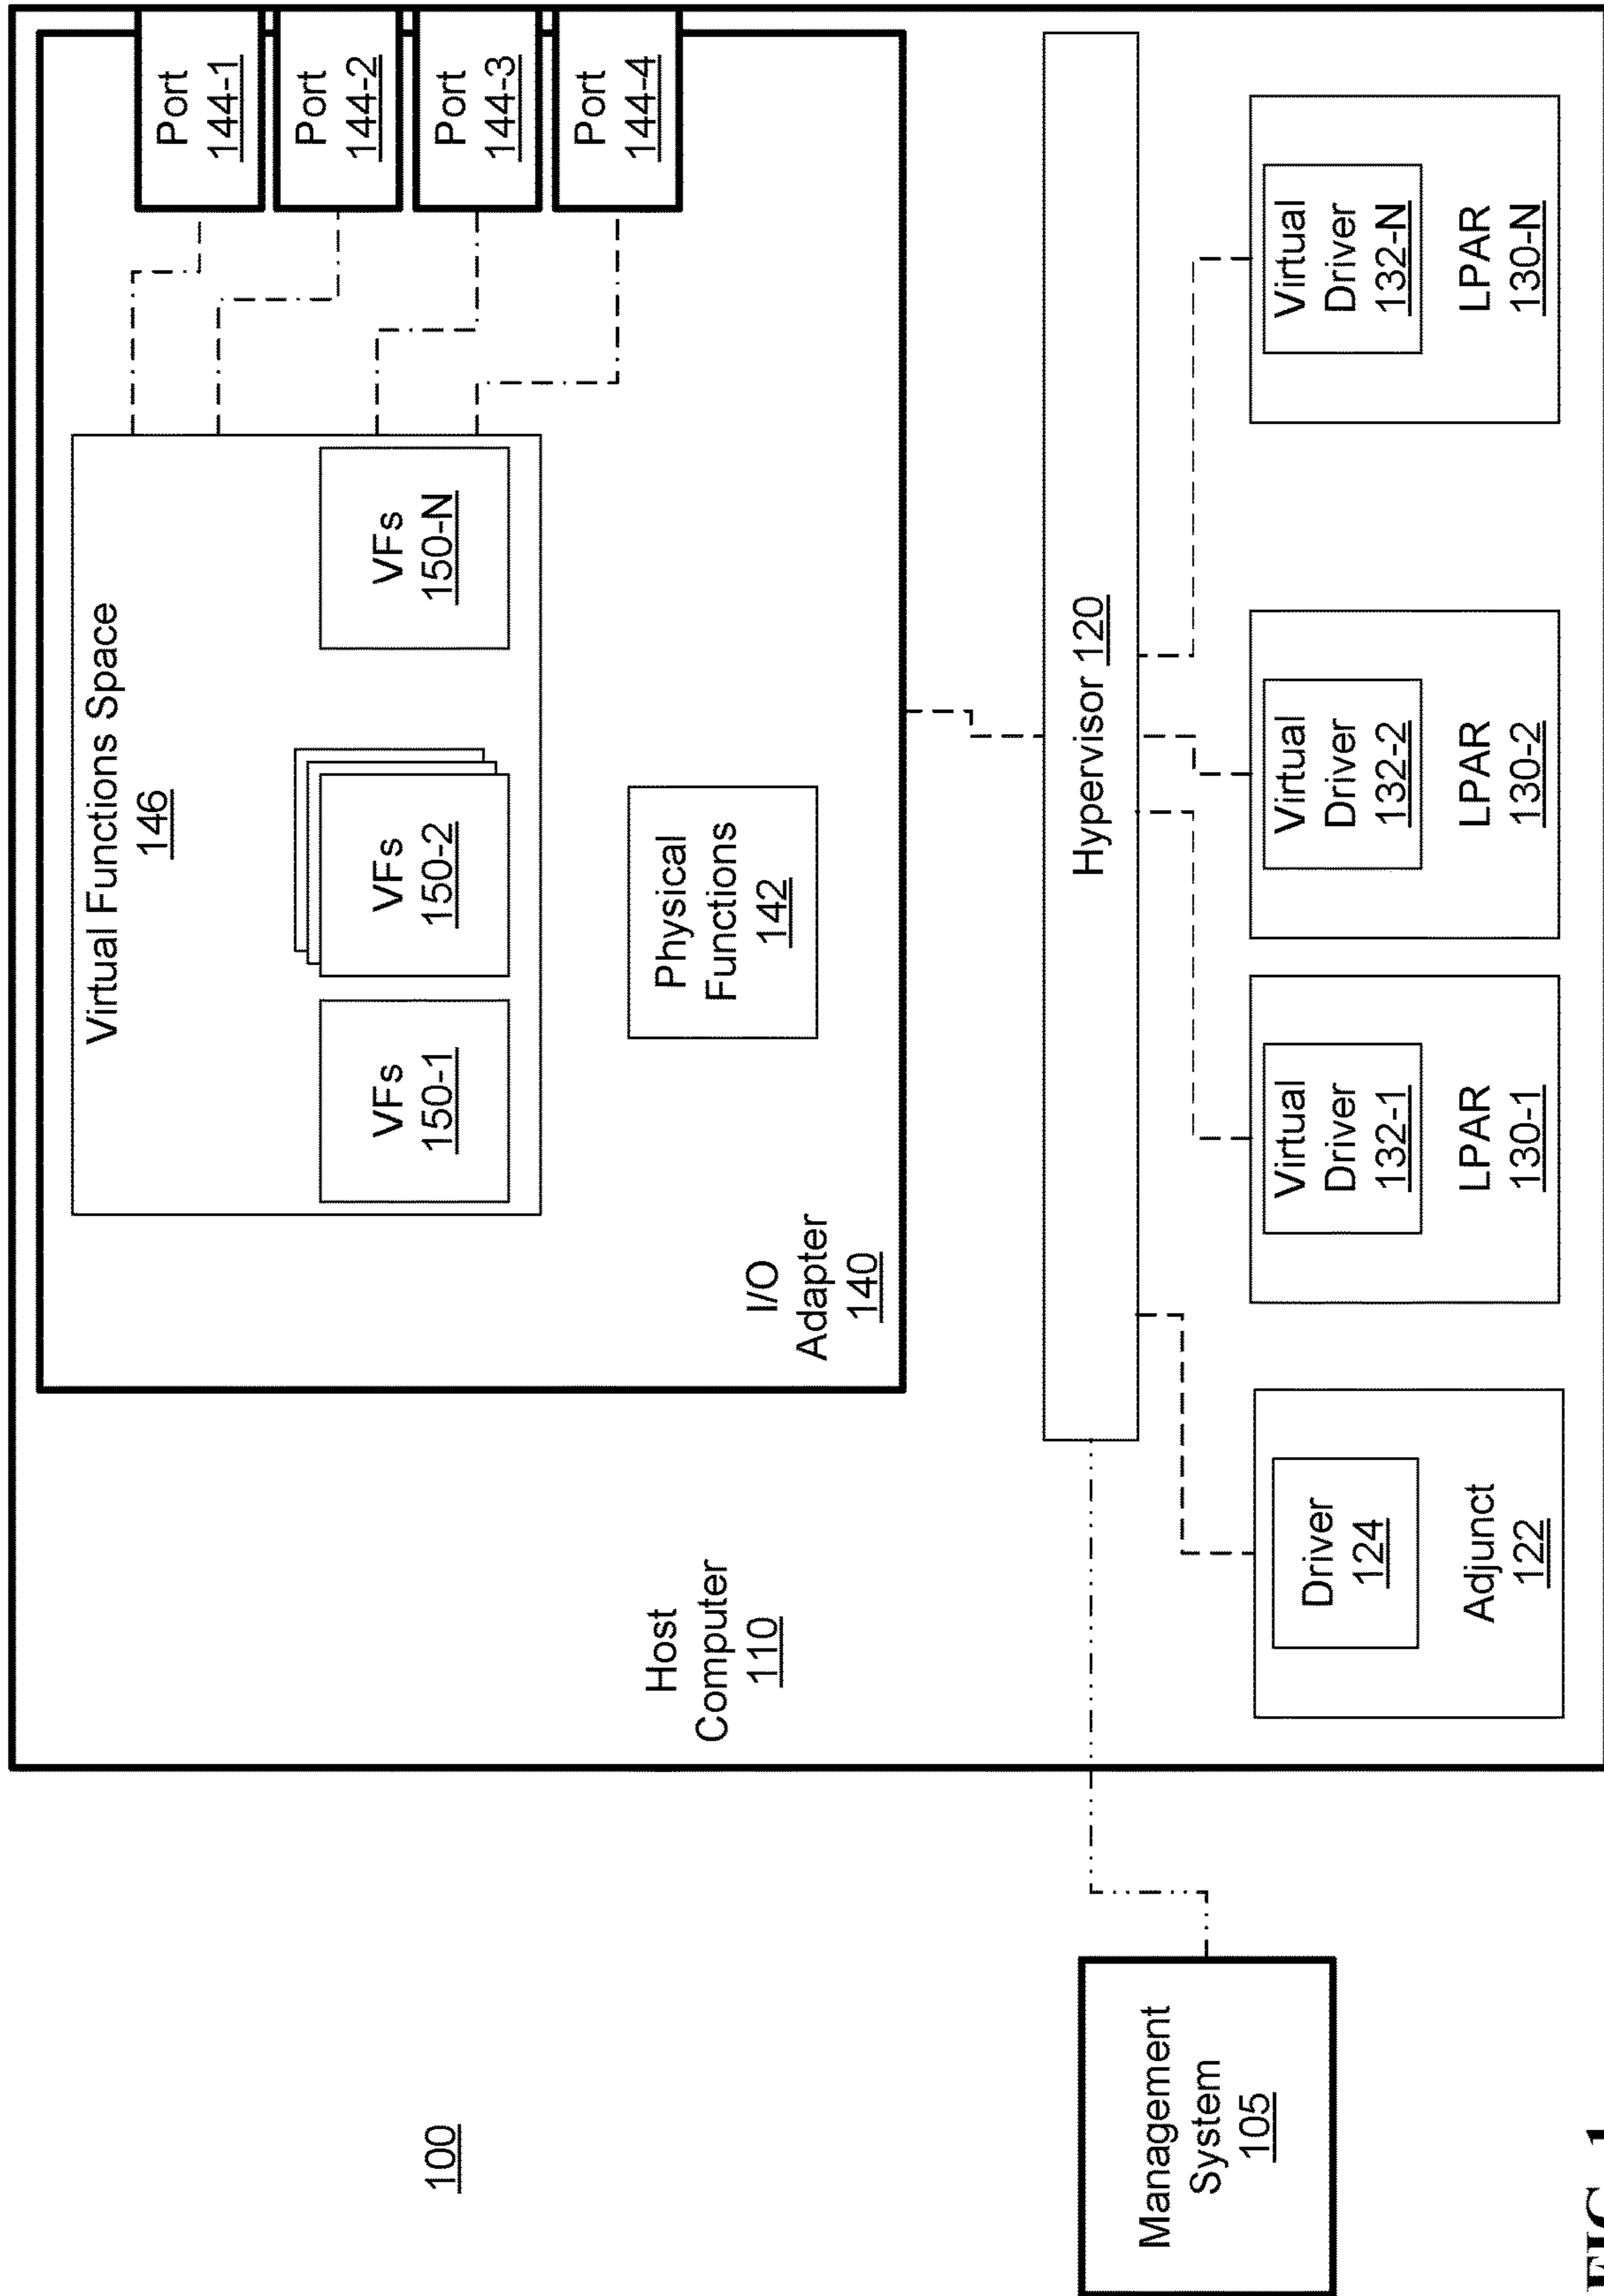 100
Host
Computer
110
Virtual Functions Space
146
VFs
150-1
VFs
150-2
VFs
150-N
Port
144-1
Port
144-2
Port
144-3
Port
144-4
Physical
Functions
142
I/O
Adapter
140
Management
System
105
Hypervisor 120
Driver
124
Adjunct
122
Virtual
Driver
132-1
LPAR
130-1
Virtual
Driver
132-2
LPAR
130-2
Virtual
Driver
132-N
LPAR
130-N
FIG. 1